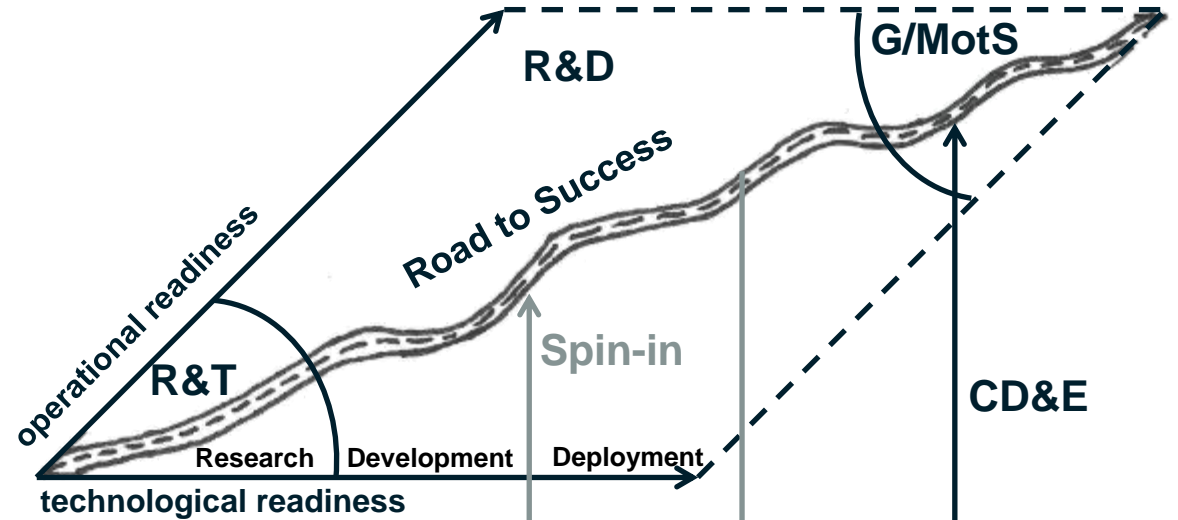 G/MotS
R&D
Road to Success
operational readiness
Spin-in
R&T
CD&E
Research
Development
Deployment
technological readiness